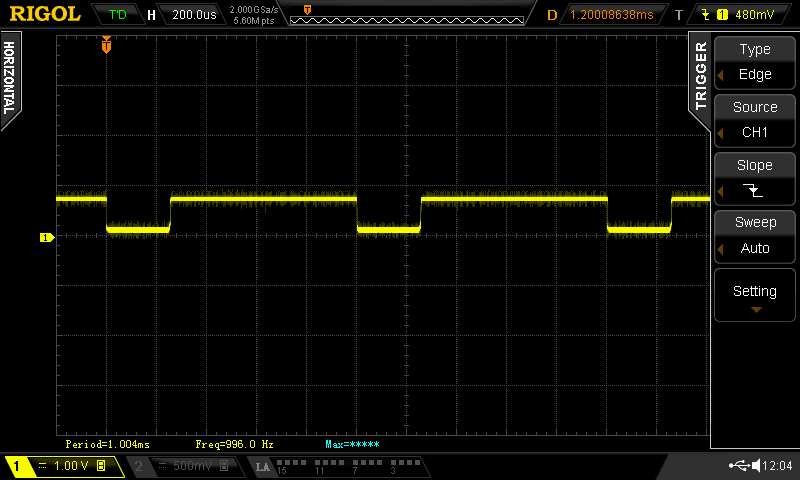 RIGOL T'D H 200.0us 2.000GSa/s 5.60M pts T D 1.20008638ms T 1 480mV
HORIZONTAL
T
TRIGGER
Type
Edge
Source
CH1
Slope
Sweep
Auto
Setting
1
Period=1.004ms Freq=996.0 Hz Max=*****
1 1.00 V B 2 500mV B LA 15 11 7 3 12:04